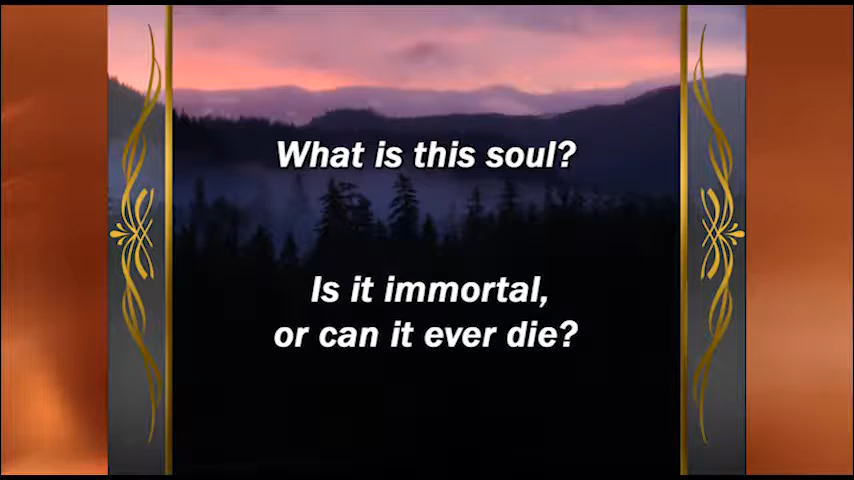 What is this soul?
Is it immortal,
or can it ever die?